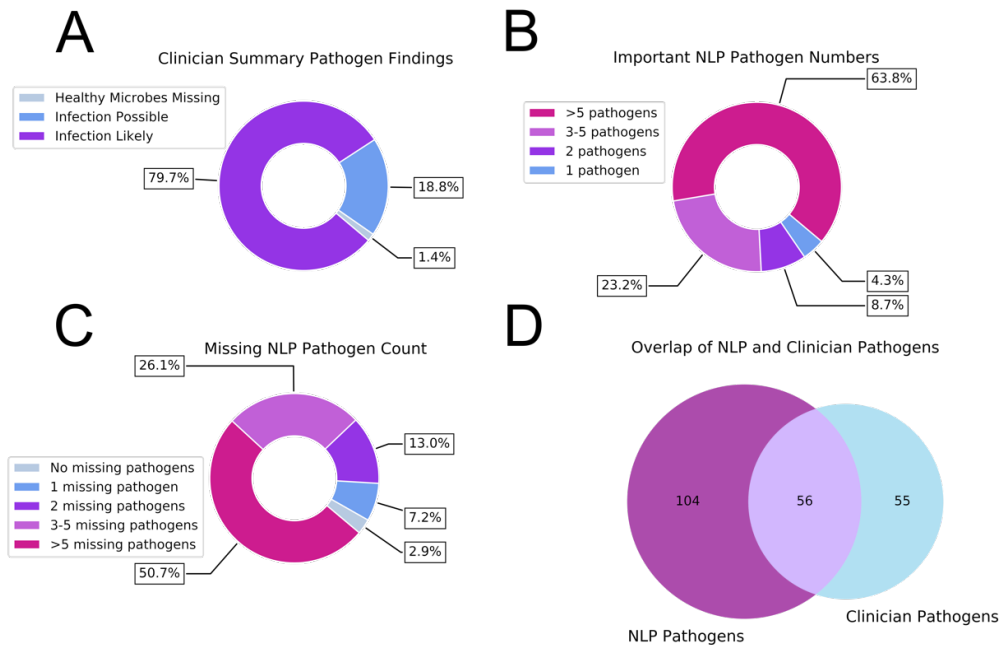 A
Clinician Summary Pathogen Findings
Healthy Microbes Missing
Infection Possible
Infection Likely
79.7%
18.8%
1.4%
B
Important NLP Pathogen Numbers
63.8%
>5 pathogens
3-5 pathogens
2 pathogens
1 pathogen
23.2%
4.3%
8.7%
C
Missing NLP Pathogen Count
26.1%
13.0%
No missing pathogens
1 missing pathogen
2 missing pathogens
3-5 missing pathogens
>5 missing pathogens
7.2%
2.9%
50.7%
D
Overlap of NLP and Clinician Pathogens
104
56
55
Clinician Pathogens
NLP Pathogens